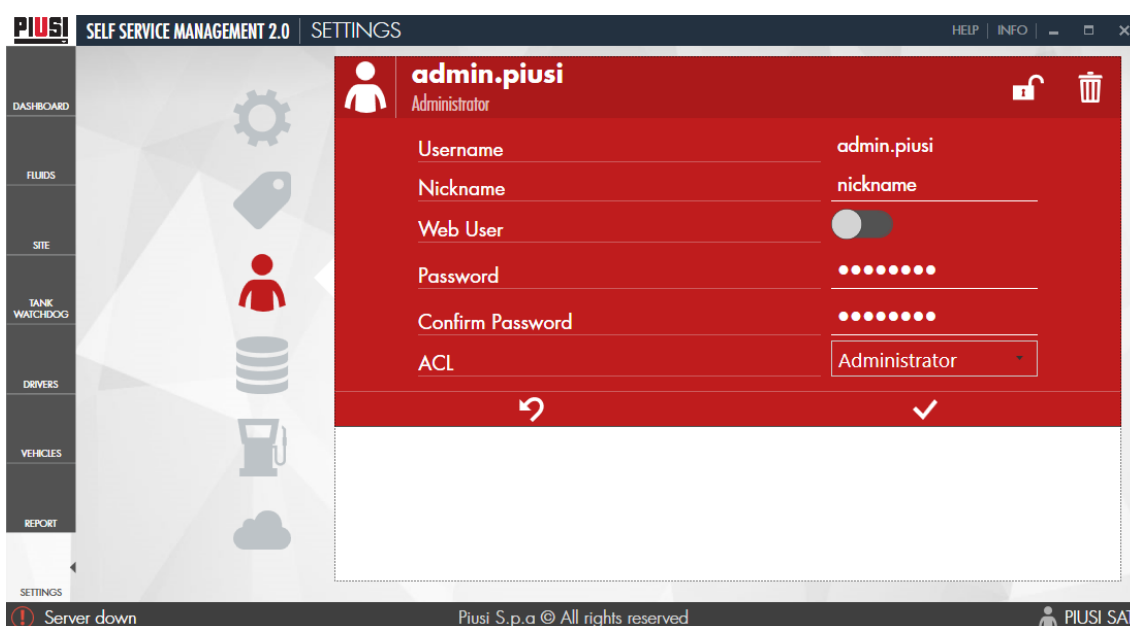 PIUSI SELF SERVICE MANAGEMENT 2.0 SETTINGS HELP INFO
DASHBOARD
FLUIDS
SITE
TANK
WATCHDOG
DRIVERS
VEHICLES
REPORT
SETTINGS
admin.piusi
Administrator
Username admin.piusi
Nickname nickname
Web User
Password ••••••••
Confirm Password ••••••••
ACL Administrator
Server down Piusi S.p.a © All rights reserved PIUSI SAT